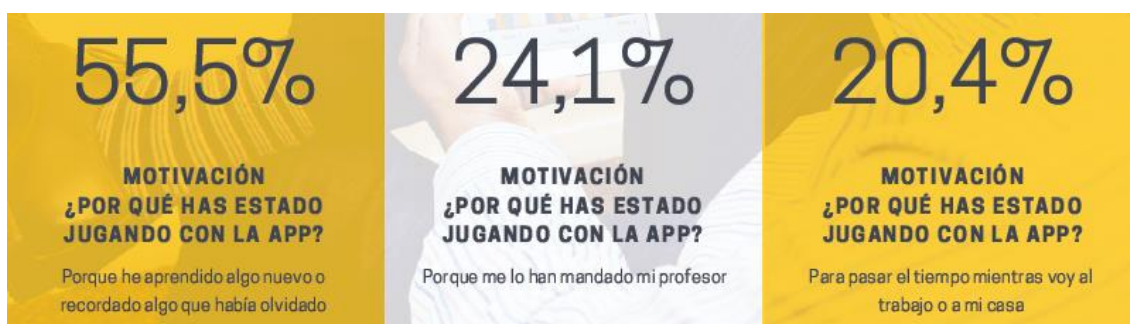 55,5%
MOTIVACIÓN
¿POR QUÉ HAS ESTADO
JUGANDO CON LA APP?
Porque he aprendido algo nuevo o
recordado algo que había olvidado
24,1%
MOTIVACIÓN
¿POR QUÉ HAS ESTADO
JUGANDO CON LA APP?
Porque me lo han mandado mi profesor
20,4%
MOTIVACIÓN
¿POR QUÉ HAS ESTADO
JUGANDO CON LA APP?
Para pasar el tiempo mientras voy al
trabajo o a mi casa